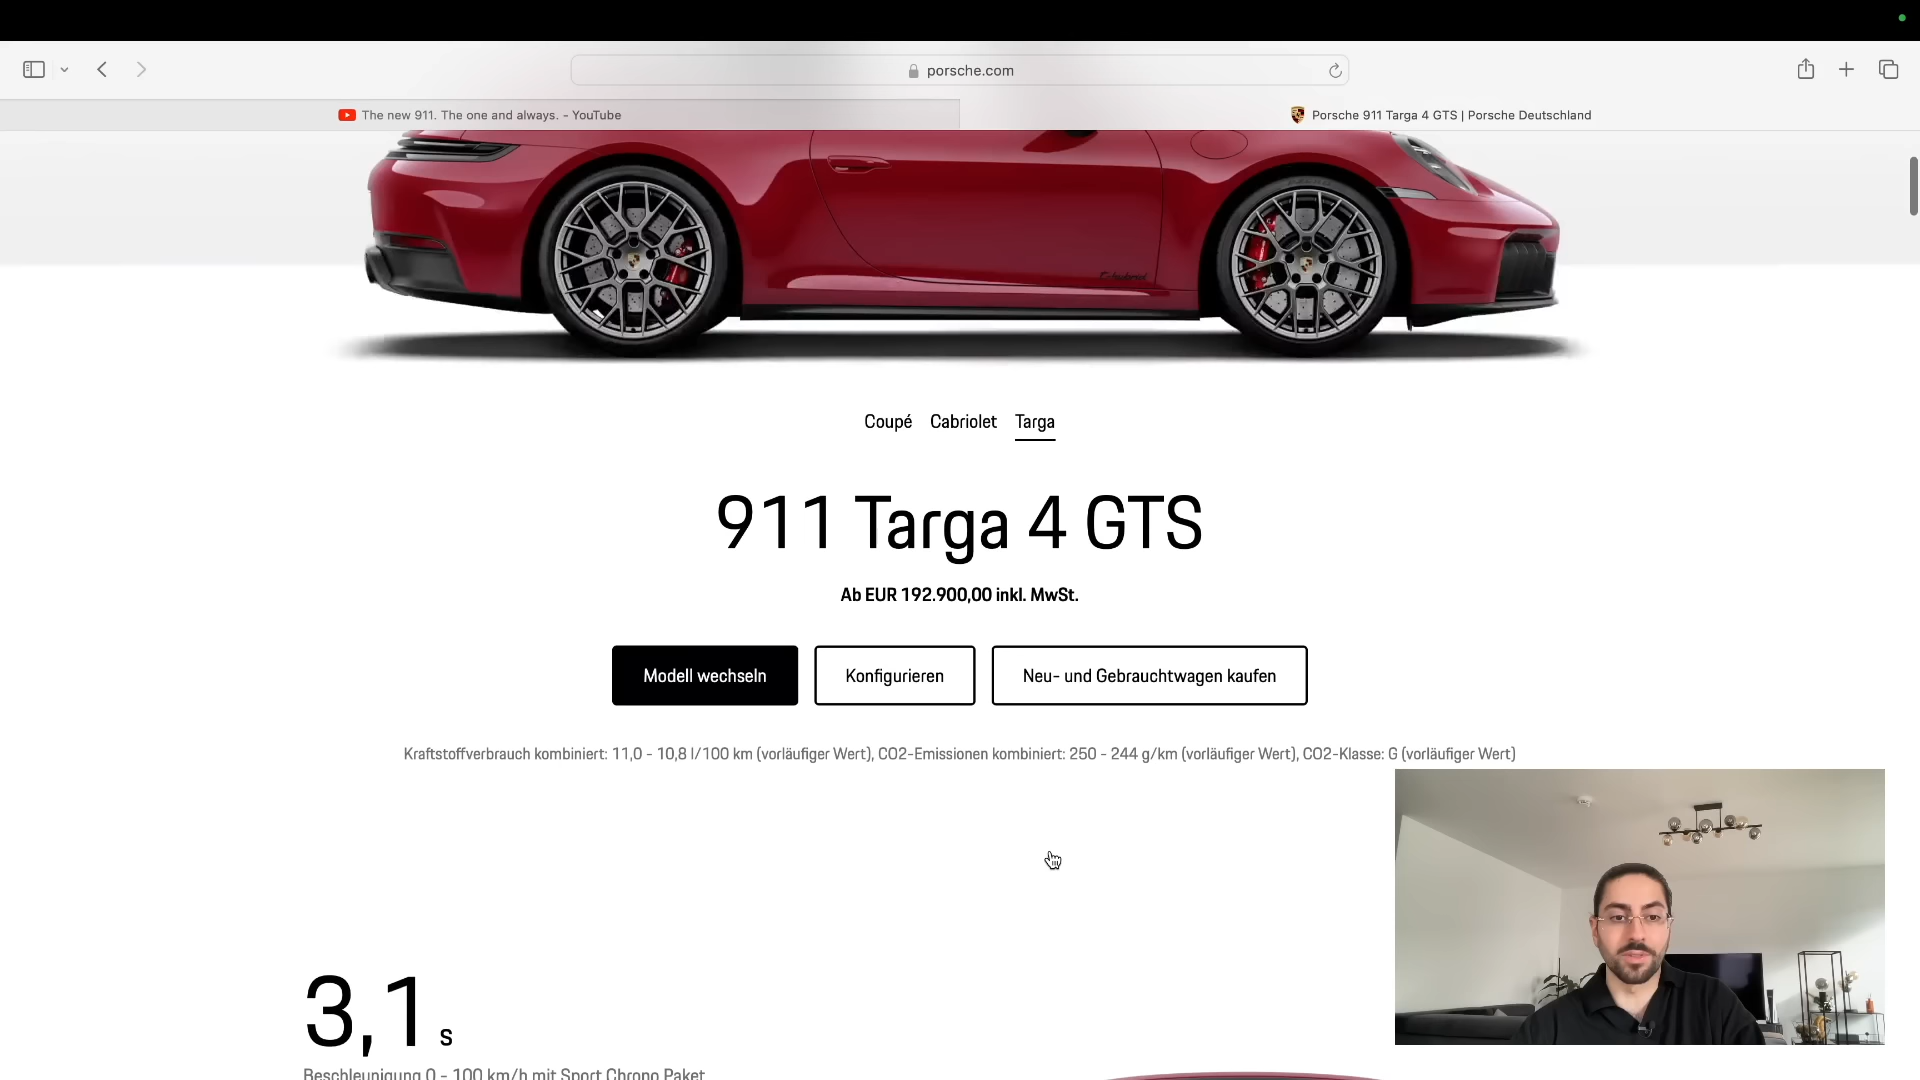 porsche.com
The new 911. The one and always. - YouTube
Porsche 911 Targa 4 GTS | Porsche Deutschland
Coupé Cabriolet Targa
911 Targa 4 GTS
Ab EUR 192.900,00 inkl. MwSt.
Modell wechseln
Konfigurieren
Neu- und Gebrauchtwagen kaufen
Kraftstoffverbrauch kombiniert: 11,0 - 10,8 l/100 km (vorläufiger Wert), CO2-Emissionen kombiniert: 250 - 244 g/km (vorläufiger Wert), CO2-Klasse: G (vorläufiger Wert)
3,1 s
Beschleunigung 0 - 100 km/h mit Sport Chrono Paket